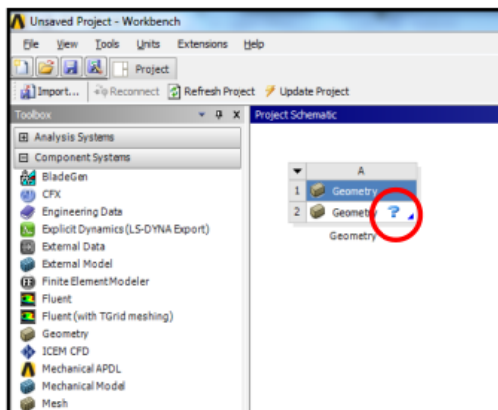 Unsaved Project - Workbench
File View Tools Units Extensions Help
Project
Import... Reconnect Refresh Project Update Project
Toolbox X Project Schematic
Analysis Systems
Component Systems
BladeGen
CFX
Engineering Data
Explicit Dynamics (LS-DYNA Export)
External Data
External Model
Finite Element Modeler
Fluent
Fluent (with TGrid meshing)
Geometry
ICEM CFD
Mechanical APDL
Mechanical Model
Mesh
A
1 Geometry
2 Geometry ?
Geometry